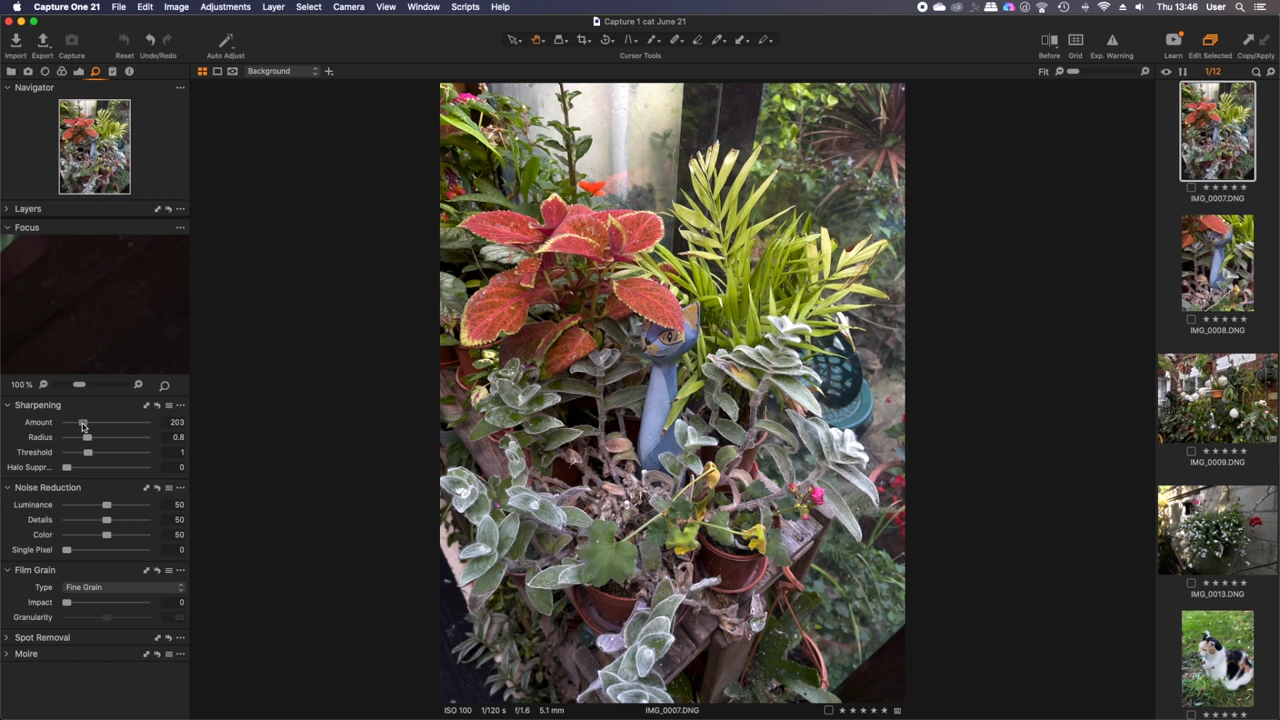 Capture One 21 File Edit Image Adjustments Layer Select Camera View Window Scripts Help Thu 13:46 User
Capture 1 cat June 21
Import Export Capture Reset Undo/Redo Auto Adjust Cursor Tools Before Grid Exp. Warning Learn Edit Selected Copy/Apply
Background Fit 1/12
Navigator
Layers
Focus
100 %
Sharpening
Amount 203
Radius 0.8
Threshold 1
Halo Suppr... 0
Noise Reduction
Luminance 50
Details 50
Color 50
Single Pixel 0
Film Grain
Type Fine Grain
Impact 0
Granularity 50
Spot Removal
Moire
ISO 100 1/120 s f/1.6 5.1 mm IMG_0007.DNG
IMG_0007.DNG
IMG_0008.DNG
IMG_0009.DNG
IMG_0013.DNG